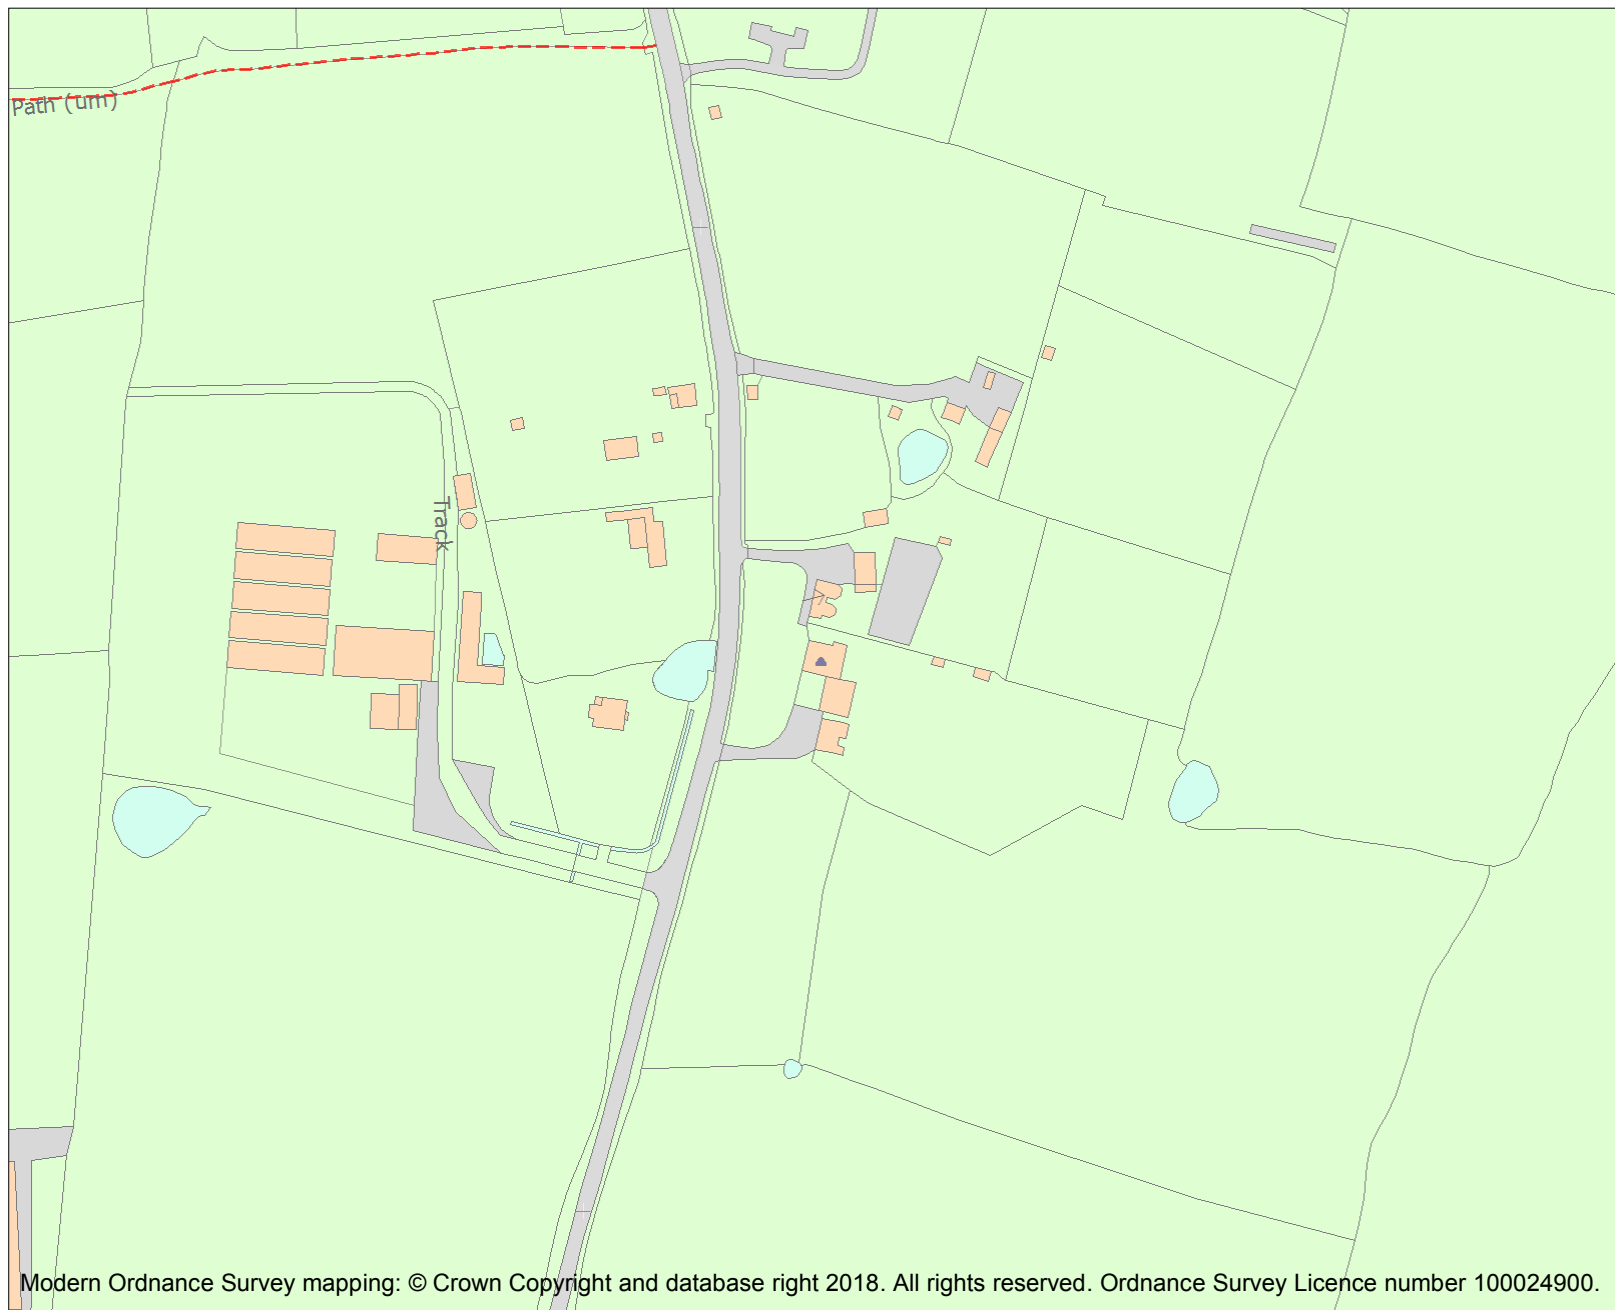 Path (um)
Track
Modern Ordnance Survey mapping: © Crown Copyright and database right 2018. All rights reserved. Ordnance Survey Licence number 100024900.